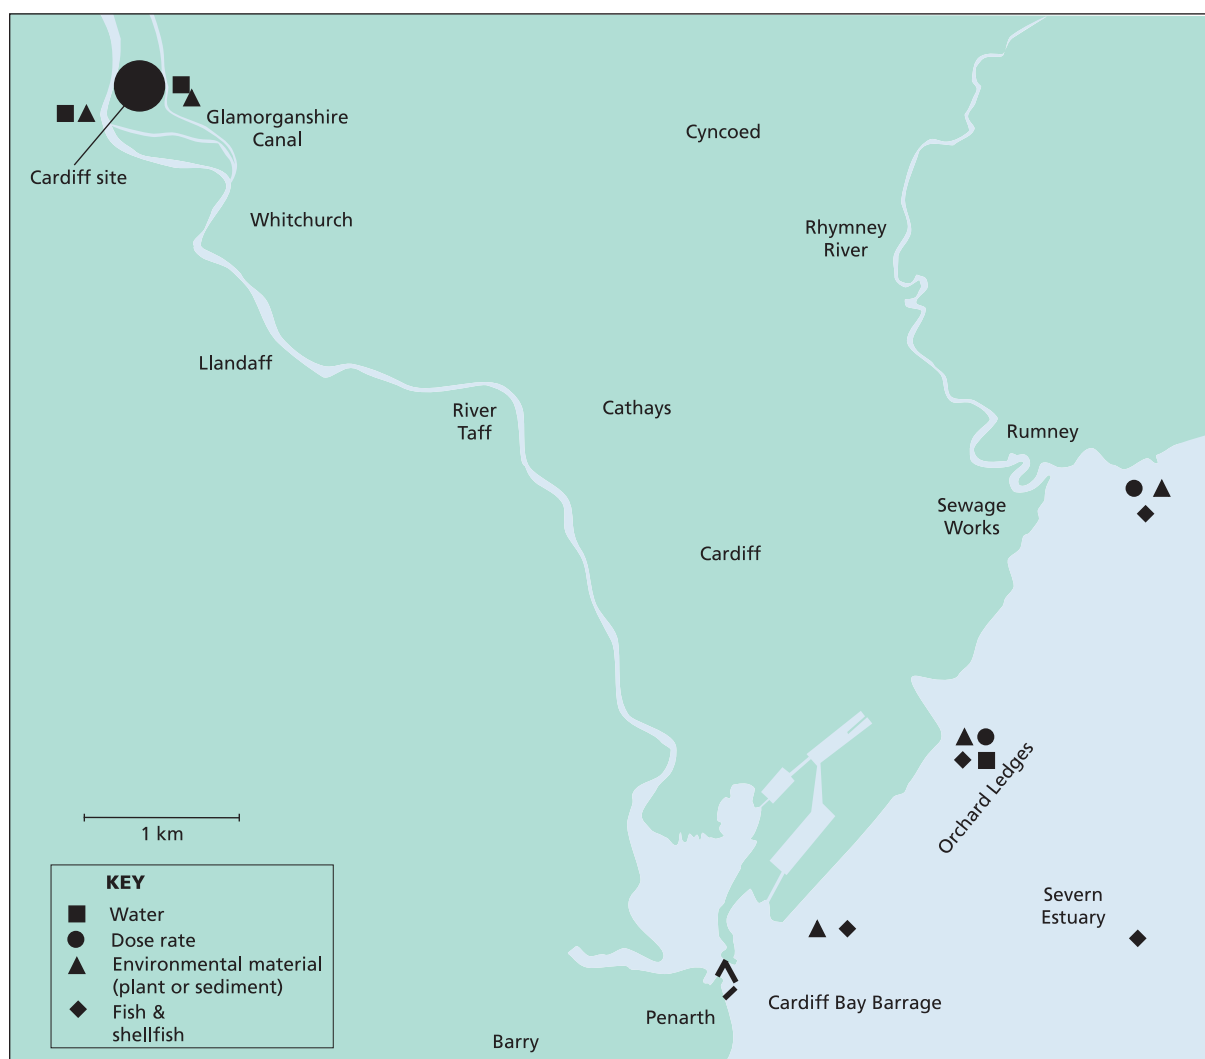 Glamorganshire
Canal
Cyncoed
Cardiff site
Whitchurch
Rhymney
River
Llandaff
River
Taff
Cathays
Rumney
Sewage
Works
Cardiff
Orchard Ledges
1 km
KEY
Water
Dose rate
Environmental material
(plant or sediment)
Fish &
shellfish
Severn
Estuary
Cardiff Bay Barrage
Penarth
Barry